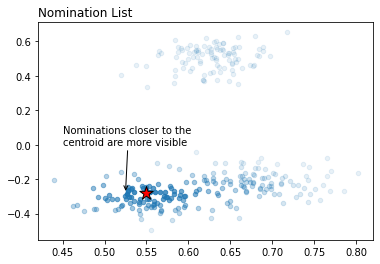 Nomination List
0.6
0.4
0.2
0.0
−0.2
−0.4
Nominations closer to the
centroid are more visible
0.45 0.50 0.55 0.60 0.65 0.70 0.75 0.80